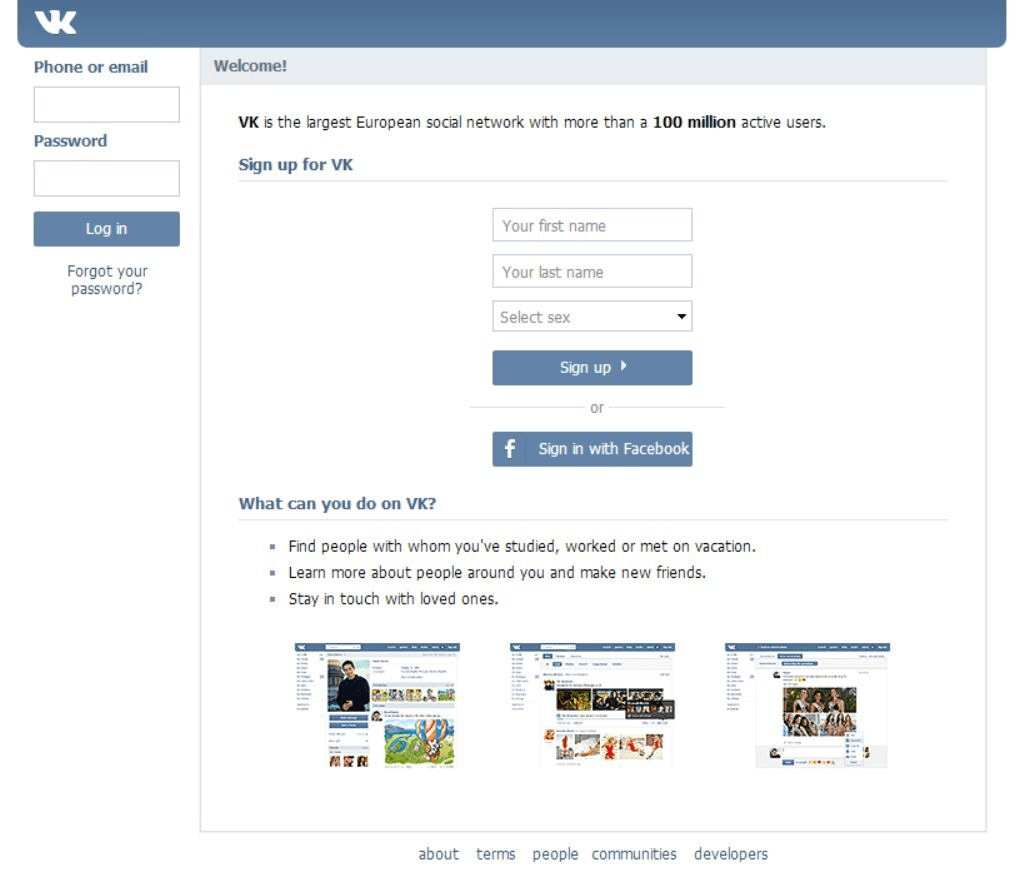 VK
Phone or email
Password
Log in
Forgot your
password?
Welcome!
VK is the largest European social network with more than a 100 million active users.
Sign up for VK
Your first name
Your last name
Select sex
Sign up
or
f Sign in with Facebook
What can you do on VK?
Find people with whom you've studied, worked or met on vacation.
Learn more about people around you and make new friends.
Stay in touch with loved ones.
about terms people communities developers